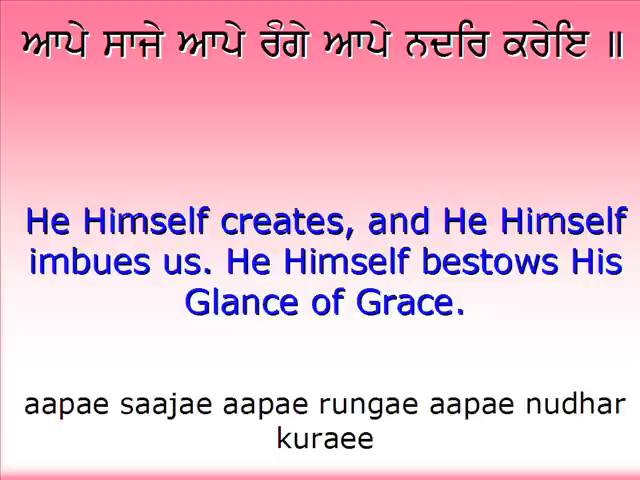 ਆਪੇ ਸਾਜੇ ਆਪੇ ਰੰਗੇ ਆਪੇ ਨਦਰਿ ਕਰੇਇ ॥
He Himself creates, and He Himself
imbues us. He Himself bestows His
Glance of Grace.
aapae saajae aapae rungae aapae nudhar
kuraee